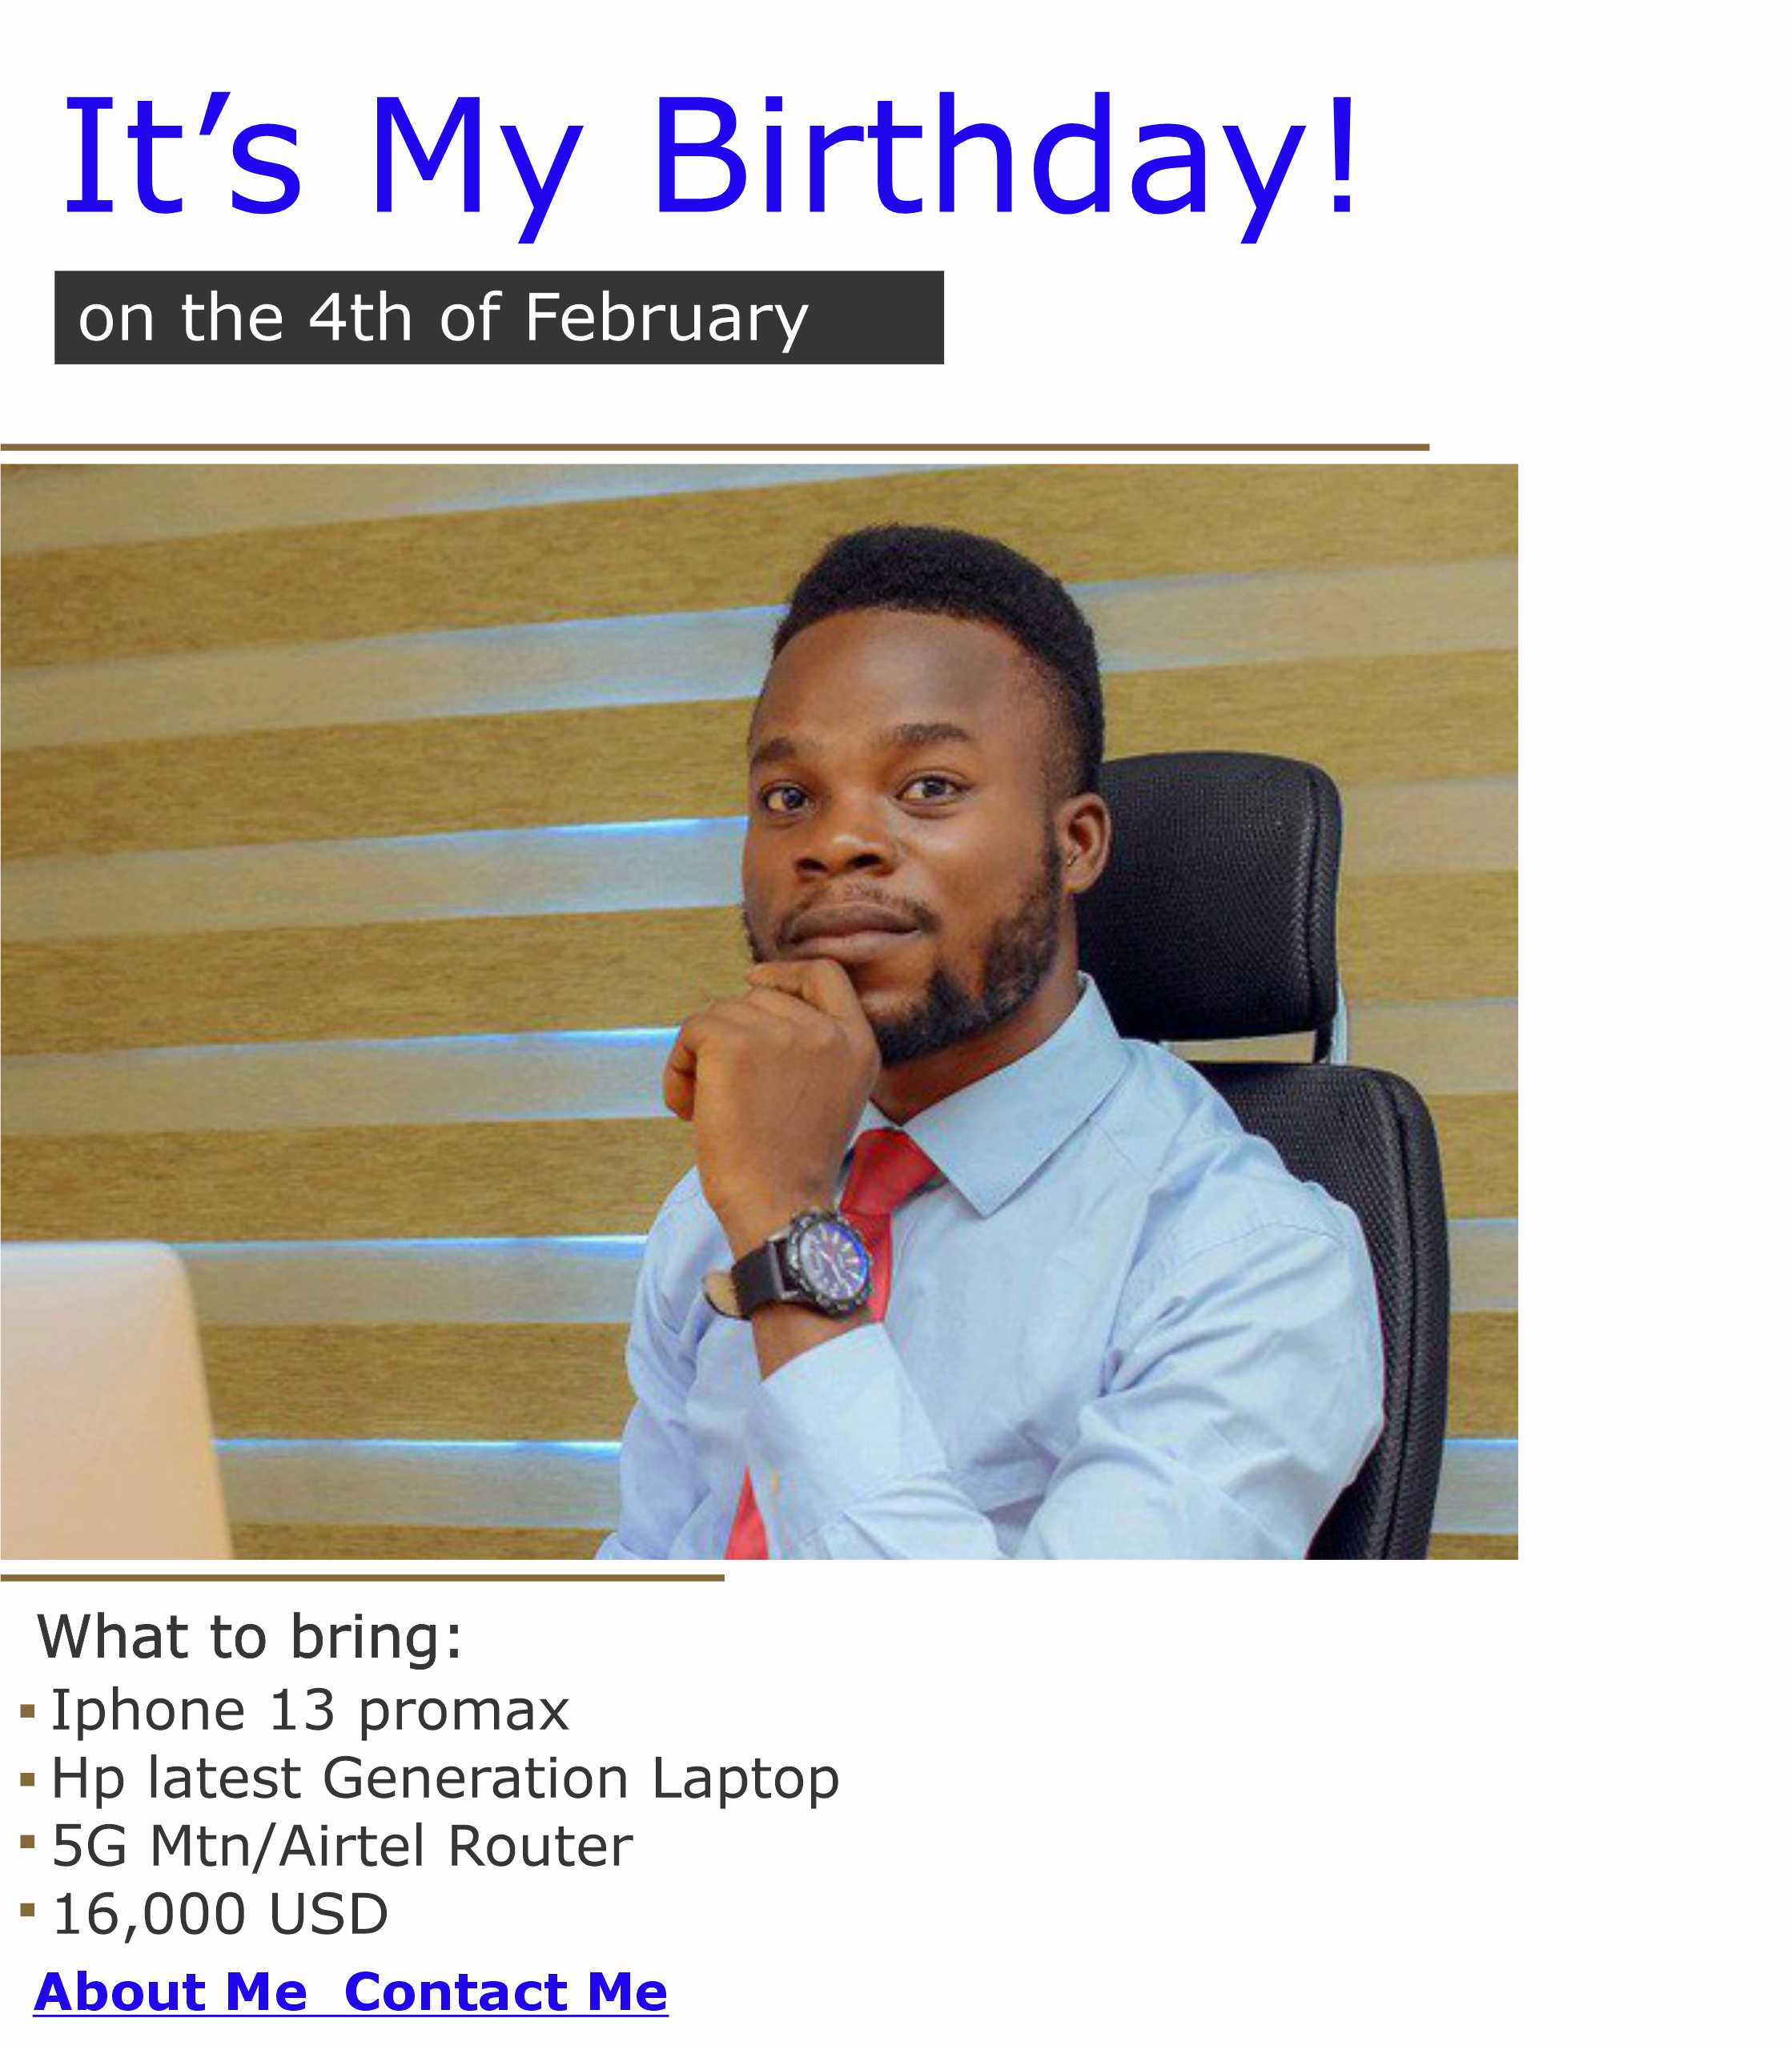 It’s My Birthday!
on the 4th of February
What to bring:
Iphone 13 promax
Hp latest Generation Laptop
5G Mtn/Airtel Router
16,000 USD
About Me  Contact Me